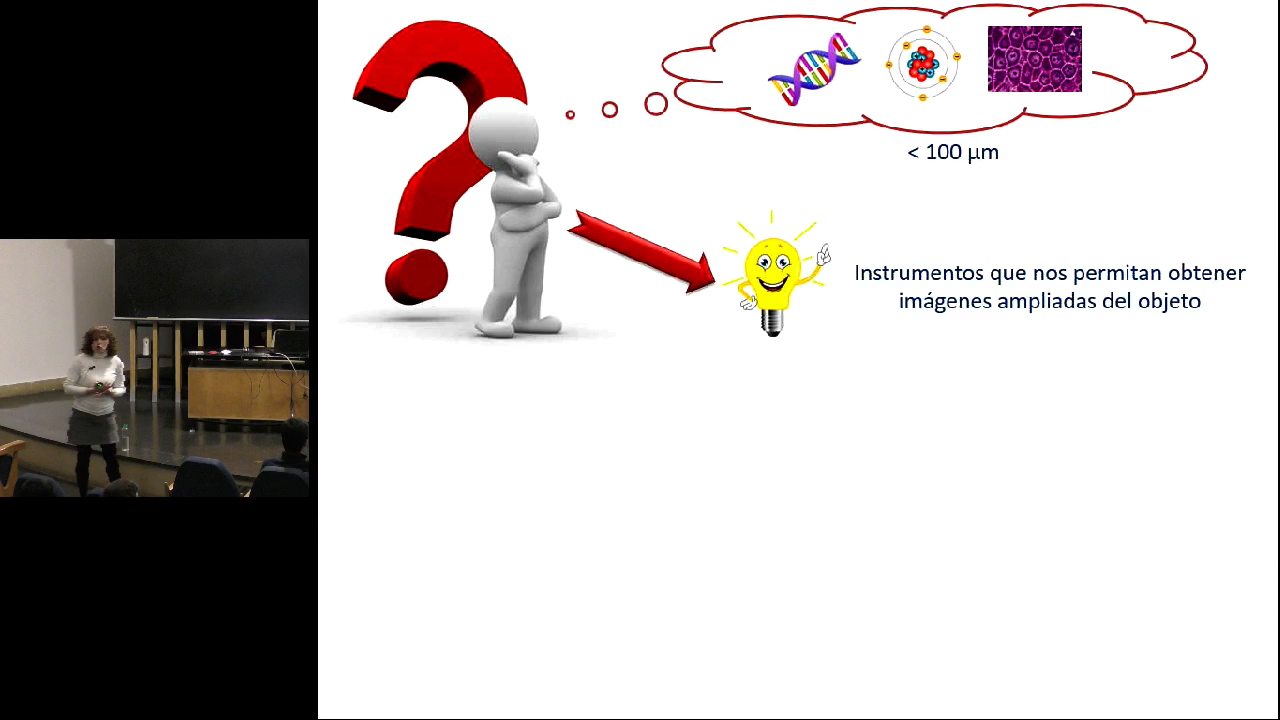 < 100 µm
Instrumentos que nos permitan obtener
imágenes ampliadas del objeto